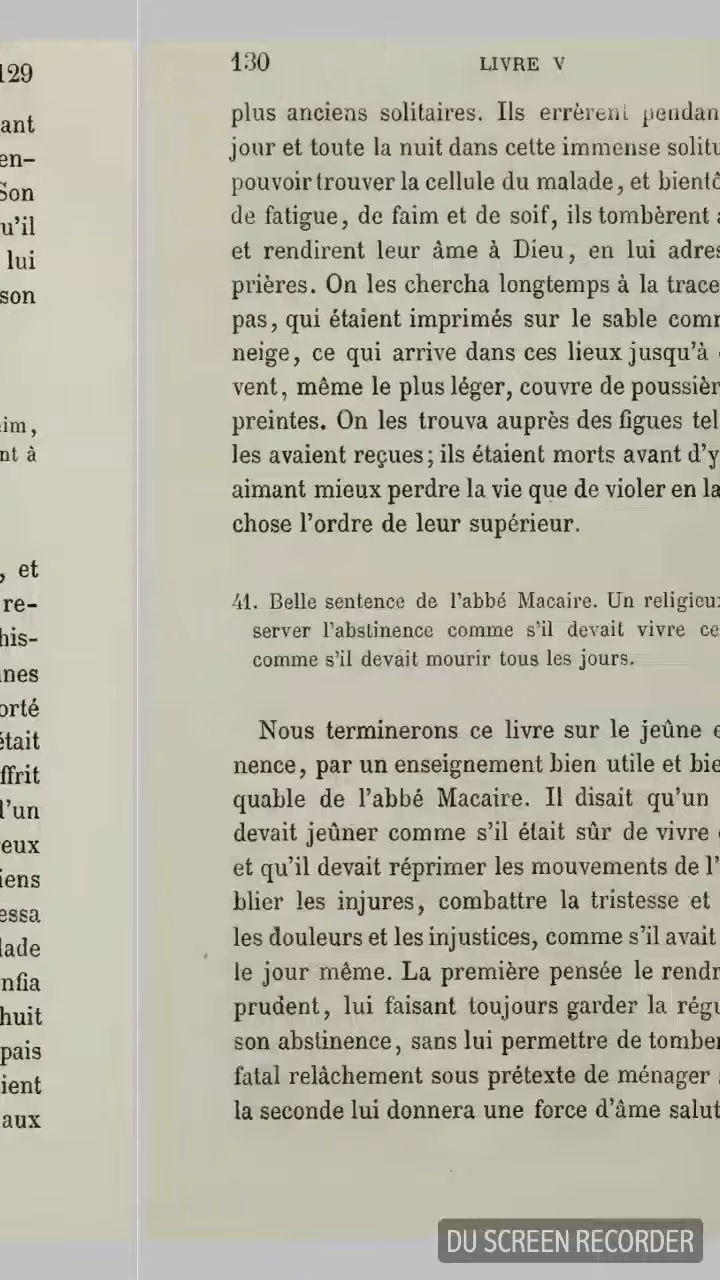 129
ant
en-
Son
u'il
lui
son
im,
nt à
, et
re-
his-
nes
orté
était
ffrit
l'un
eux
iens
essa
lade
nfia
huit
pais
ient
aux
130 LIVRE V
plus anciens solitaires. Ils errèrent pendan
jour et toute la nuit dans cette immense solitu
pouvoir trouver la cellule du malade, et bientô
de fatigue, de faim et de soif, ils tombèrent a
et rendirent leur âme à Dieu, en lui adres
prières. On les chercha longtemps à la trace
pas, qui étaient imprimés sur le sable comm
neige, ce qui arrive dans ces lieux jusqu'à
vent, même le plus léger, couvre de poussièr
preintes. On les trouva auprès des figues tel
les avaient reçues; ils étaient morts avant d'y
aimant mieux perdre la vie que de violer en la
chose l'ordre de leur supérieur.
41. Belle sentence de l'abbé Macaire. Un religieu
server l'abstinence comme s'il devait vivre ce
comme s'il devait mourir tous les jours.
Nous terminerons ce livre sur le jeûne e
nence, par un enseignement bien utile et bie
quable de l'abbé Macaire. Il disait qu'un
devait jeûner comme s'il était sûr de vivre
et qu'il devait réprimer les mouvements de l'
blier les injures, combattre la tristesse et
les douleurs et les injustices, comme s'il avait
le jour même. La première pensée le rendr
prudent, lui faisant toujours garder la régu
son abstinence, sans lui permettre de tomber
fatal relâchement sous prétexte de ménager
la seconde lui donnera une force d'âme salut
DU SCREEN RECORDER